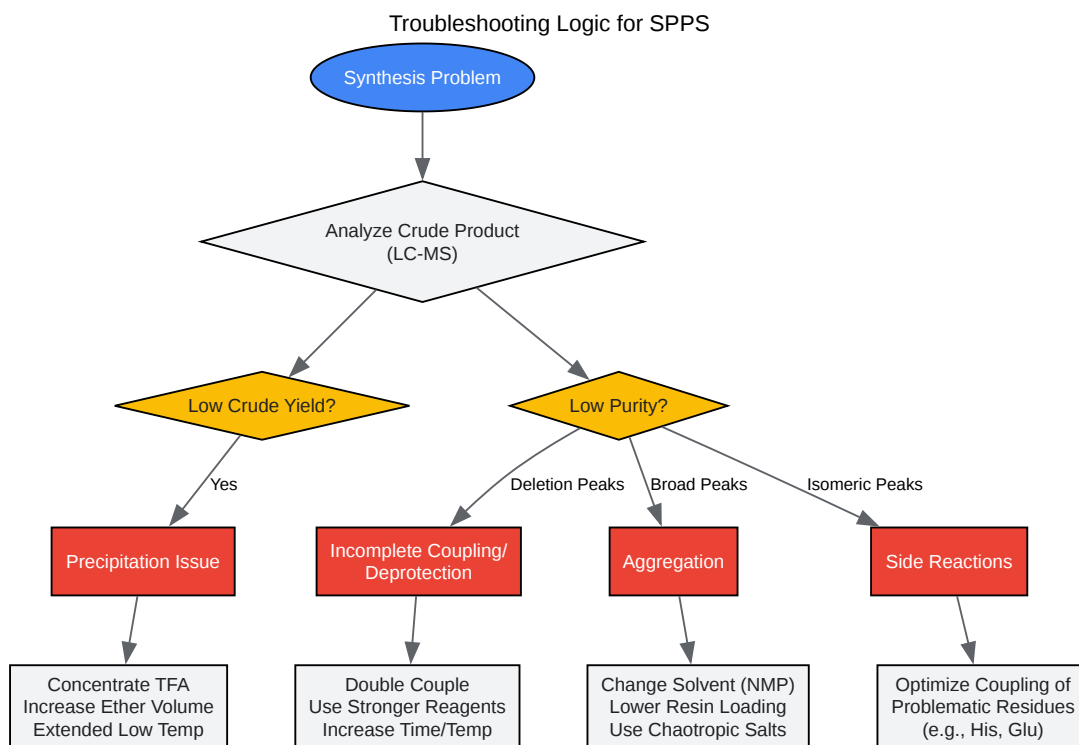 Troubleshooting Logic for SPPS
Synthesis Problem
Analyze Crude Product
(LC-MS)
Low Crude Yield?
Low Purity?
Yes
Deletion Peaks
Broad Peaks
Isomeric Peaks
Precipitation Issue
Incomplete Coupling/
Deprotection
Aggregation
Side Reactions
Concentrate TFA
Increase Ether Volume
Extended Low Temp
Double Couple
Use Stronger Reagents
Increase Time/Temp
Change Solvent (NMP)
Lower Resin Loading
Use Chaotropic Salts
Optimize Coupling of
Problematic Residues
(e.g., His, Glu)